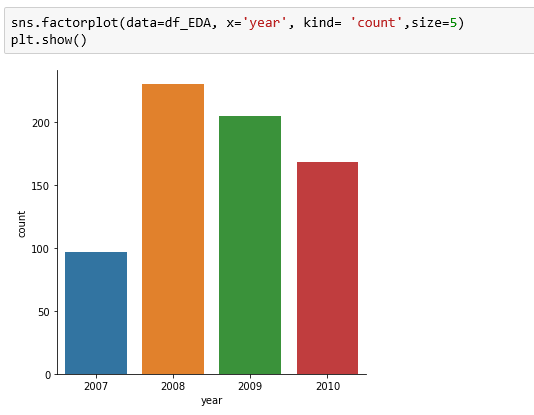 sns.factorplot(data=df_EDA, x='year', kind= 'count',size=5)
plt.show()
200
150
100
50
0
count
2007 2008 2009 2010
year